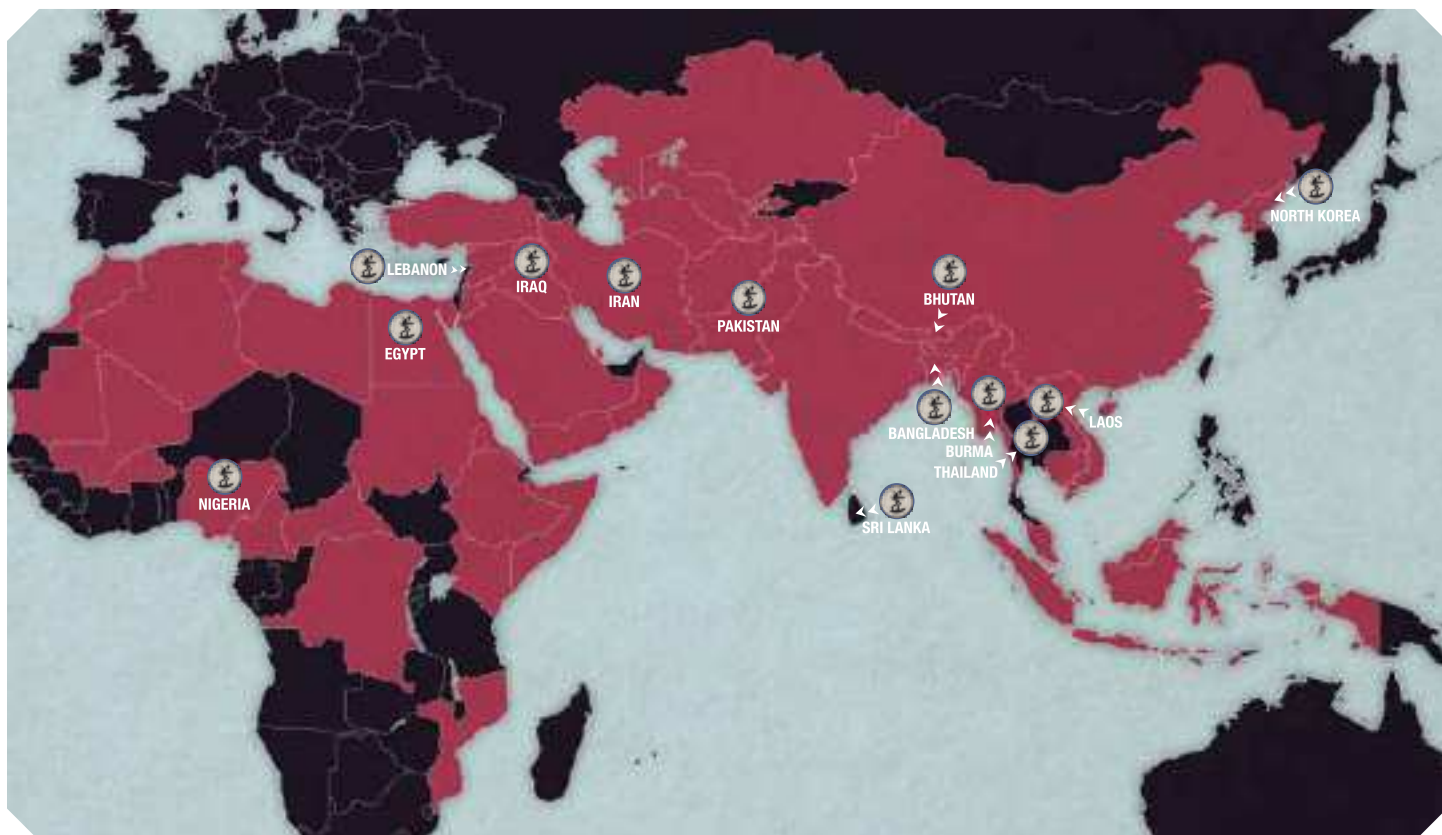 NORTH KOREA
LEBANON
IRAQ
IRAN
BHUTAN
PAKISTAN
EGYPT
LAOS
BANGLADESH
BURMA
THAILAND
NIGERIA
SRI LANKA